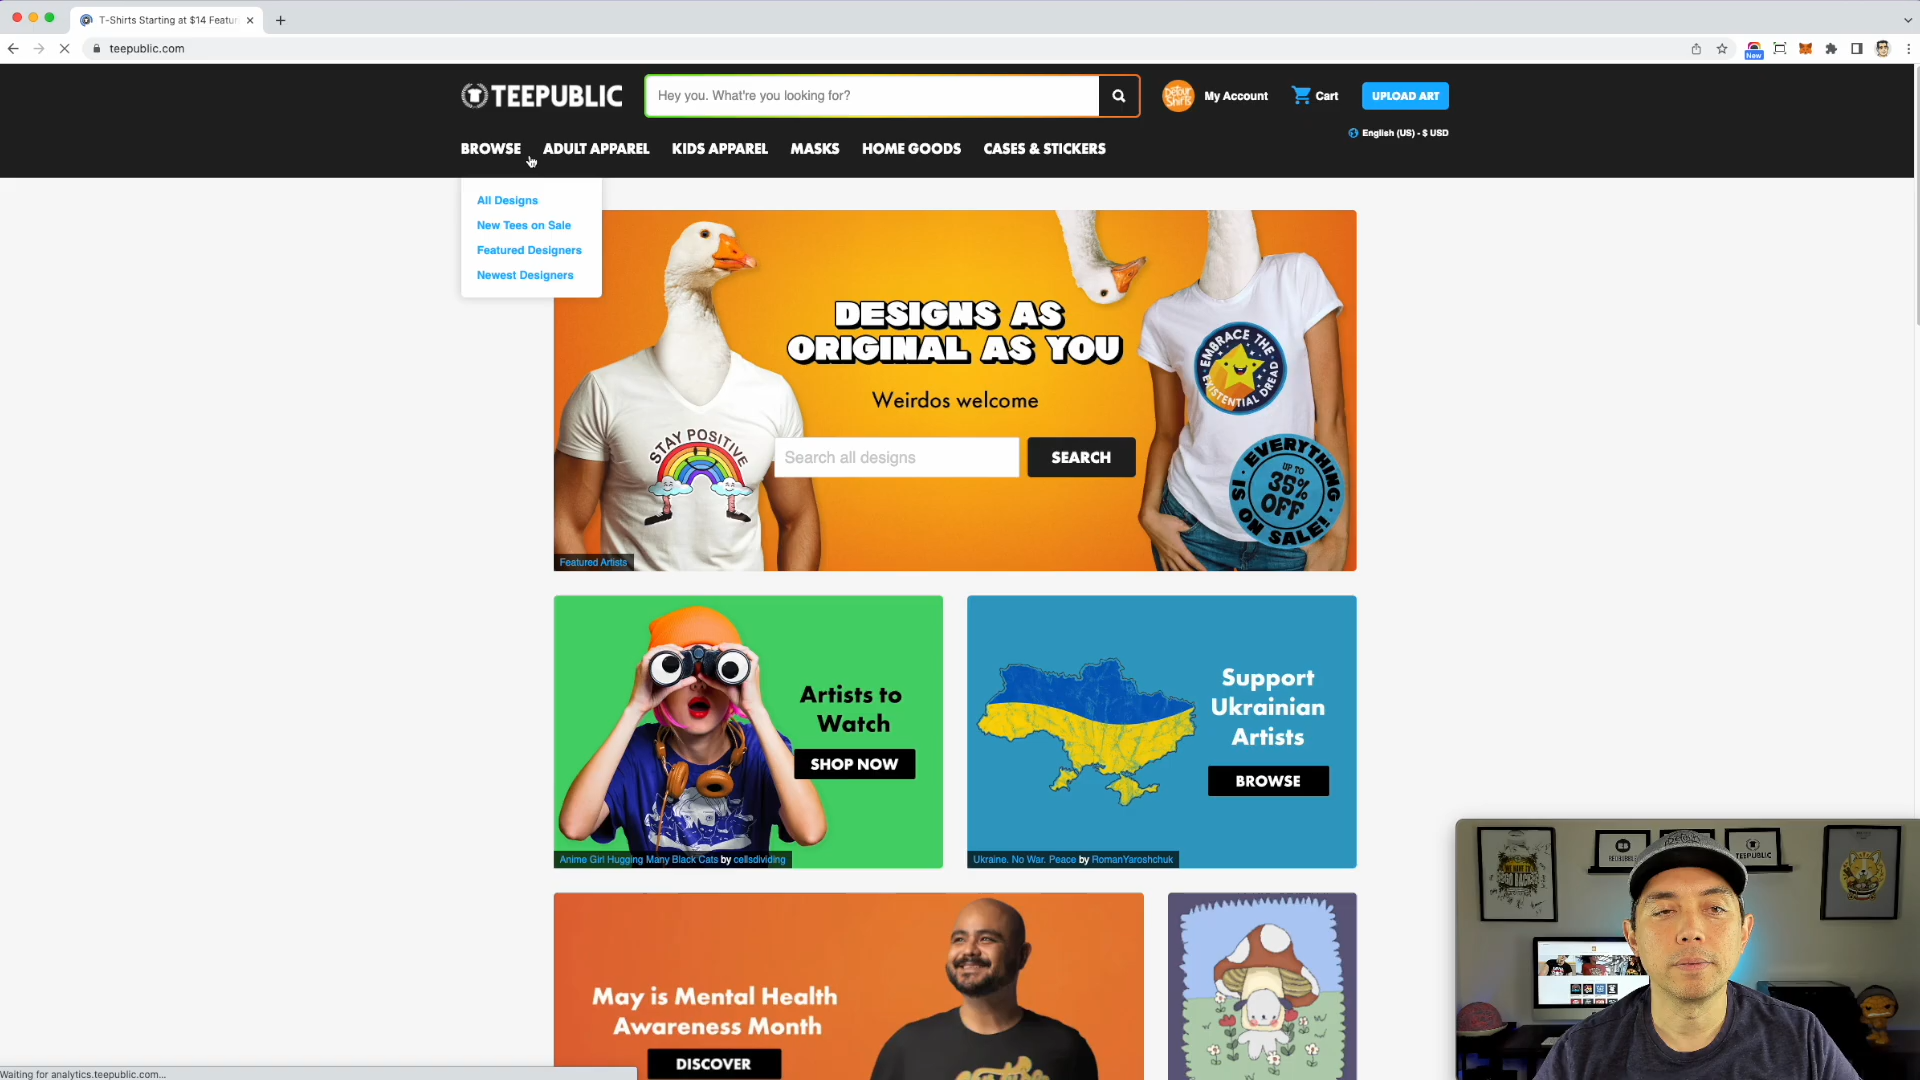 T-Shirts Starting at $14 Featur
teepublic.com
New
TEEPUBLIC
Hey you. What're you looking for?
My Account
Cart
UPLOAD ART
English (US) - $ USD
BROWSE
ADULT APPAREL
KIDS APPAREL
MASKS
HOME GOODS
CASES & STICKERS
All Designs
New Tees on Sale
Featured Designers
Newest Designers
DESIGNS AS
ORIGINAL AS YOU
Weirdos welcome
Search all designs
SEARCH
STAY POSITIVE
EMBRACE THE
EXISTENTIAL DREAD
EVERYTHING
IS UP TO
35%
OFF
ON SALE!
Featured Artists
Artists to
Watch
SHOP NOW
Anime Girl Hugging Many Black Cats by cellsdividing
Support
Ukrainian
Artists
BROWSE
Ukraine. No War. Peace by RomanYaroshchuk
May is Mental Health
Awareness Month
DISCOVER
REDBUBBLE
TEEPUBLIC
Waiting for analytics.teepublic.com...